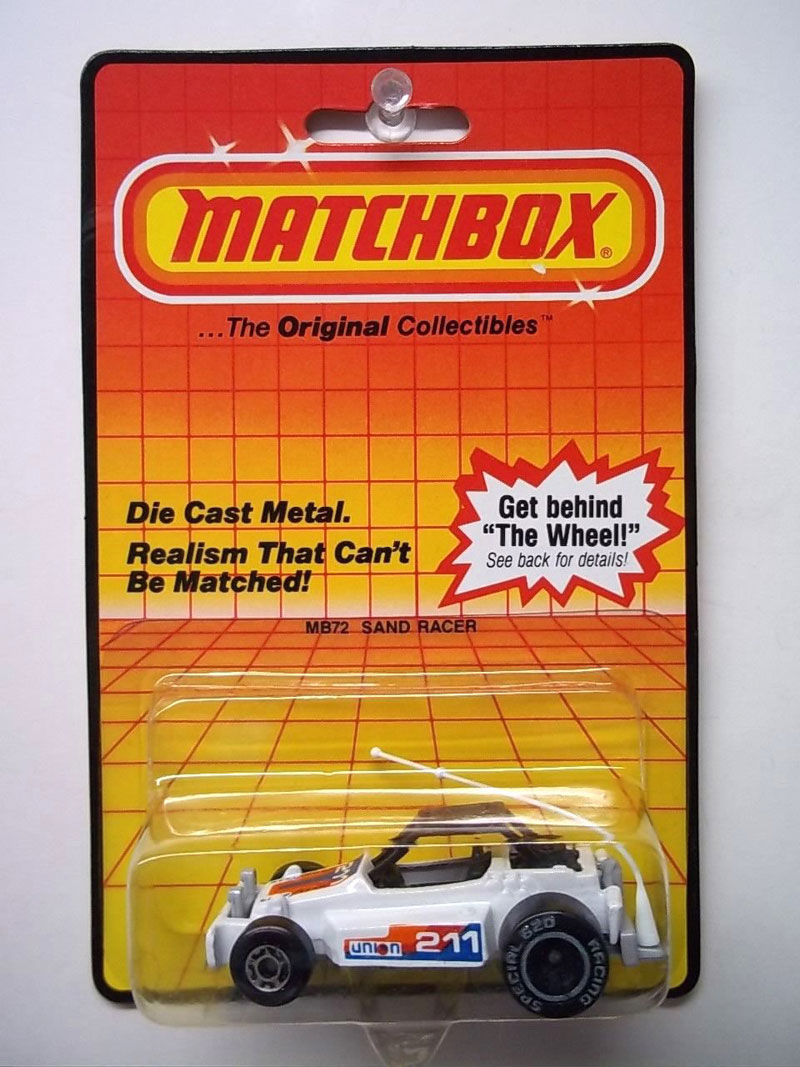 MATCHBOX®
...The Original Collectibles™
Die Cast Metal.
Realism That Can't
Be Matched!
Get behind
"The Wheel!"
See back for details!
MB72 SAND RACER
union 211
SPECIAL 620 RACING